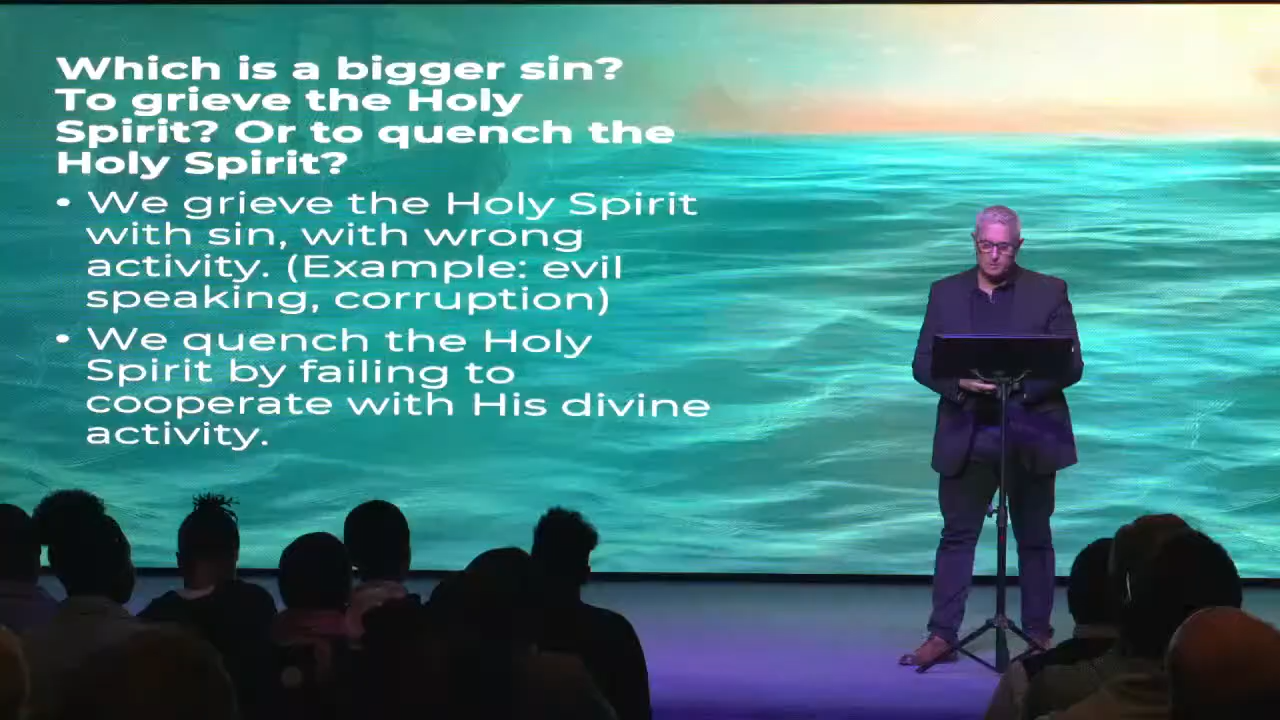 Which is a bigger sin?
To grieve the Holy
Spirit? Or to quench the
Holy Spirit?
• We grieve the Holy Spirit
with sin, with wrong
activity. (Example: evil
speaking, corruption)
• We quench the Holy
Spirit by failing to
cooperate with His divine
activity.